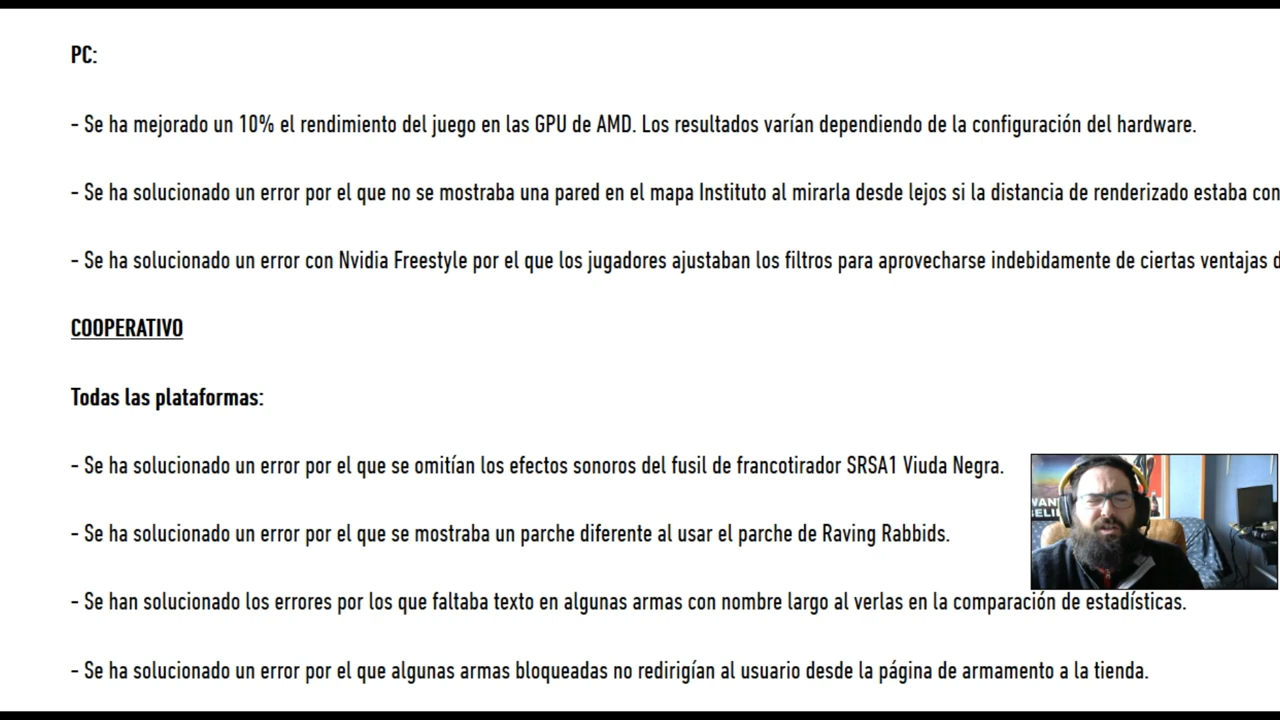 PC:
- Se ha mejorado un 10% el rendimiento del juego en las GPU de AMD. Los resultados varían dependiendo de la configuración del hardware.
- Se ha solucionado un error por el que no se mostraba una pared en el mapa Instituto al mirarla desde lejos si la distancia de renderizado estaba con
- Se ha solucionado un error con Nvidia Freestyle por el que los jugadores ajustaban los filtros para aprovecharse indebidamente de ciertas ventajas d
COOPERATIVO
Todas las plataformas:
- Se ha solucionado un error por el que se omitían los efectos sonoros del fusil de francotirador SRSA1 Viuda Negra.
- Se ha solucionado un error por el que se mostraba un parche diferente al usar el parche de Raving Rabbids.
- Se han solucionado los errores por los que faltaba texto en algunas armas con nombre largo al verlas en la comparación de estadísticas.
- Se ha solucionado un error por el que algunas armas bloqueadas no redirigían al usuario desde la página de armamento a la tienda.